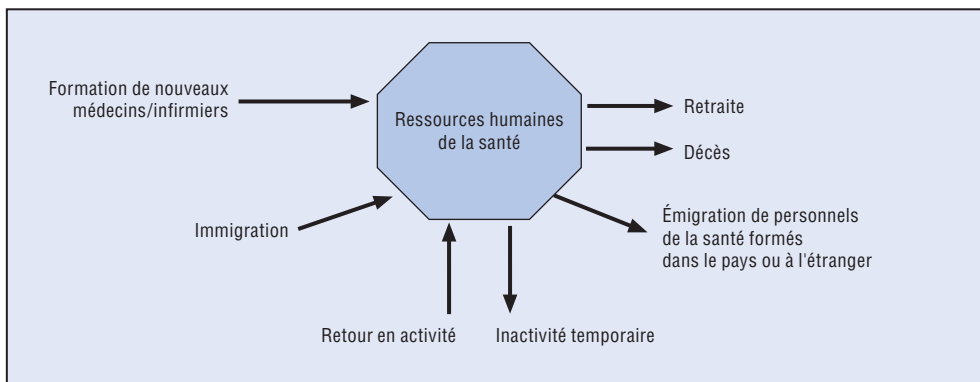 Formation de nouveaux
médecins/infirmiers
Ressources humaines
de la santé
Retraite
Décès
Immigration
Émigration de personnels
de la santé formés
dans le pays ou à l'étranger
Retour en activité
Inactivité temporaire